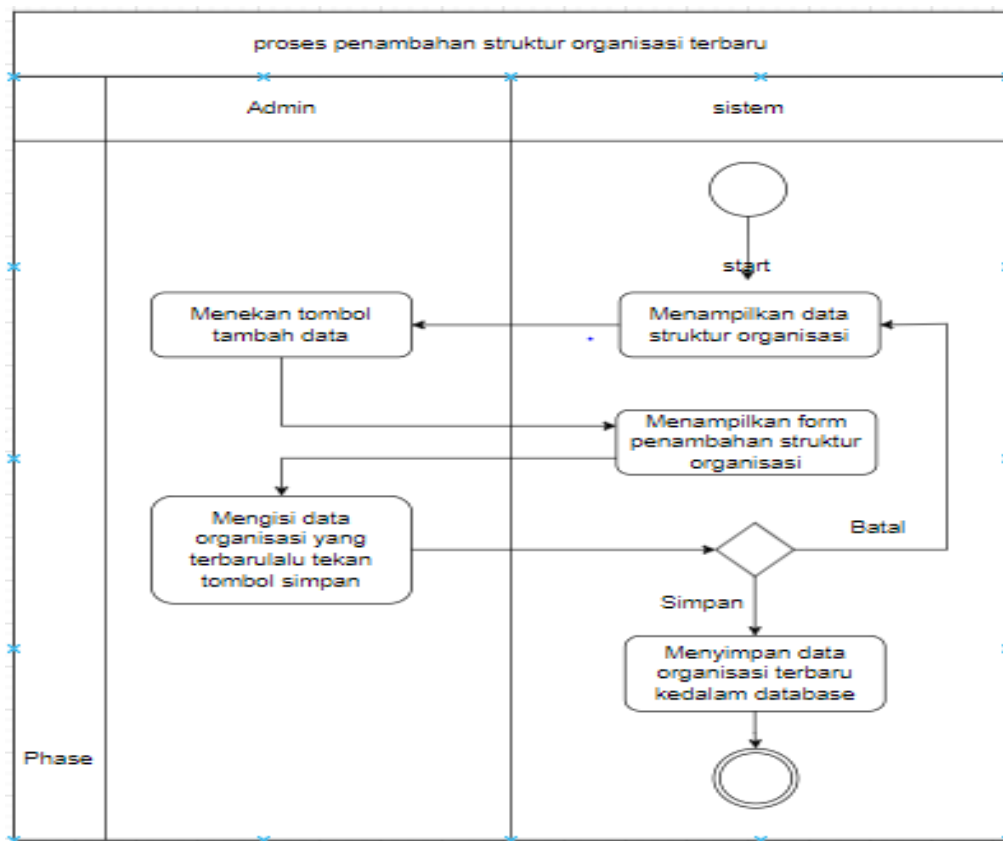 proses penambahan struktur organisasi terbaru
Admin
sistem
start
Menekan tombol
tambah data
Menampilkan data
struktur organisasi
Menampilkan form
penambahan struktur
organisasi
Mengisi data
organisasi yang
terbarulalu tekan
tombol simpan
Batal
Simpan
Menyimpan data
organisasi terbaru
kedalam database
Phase